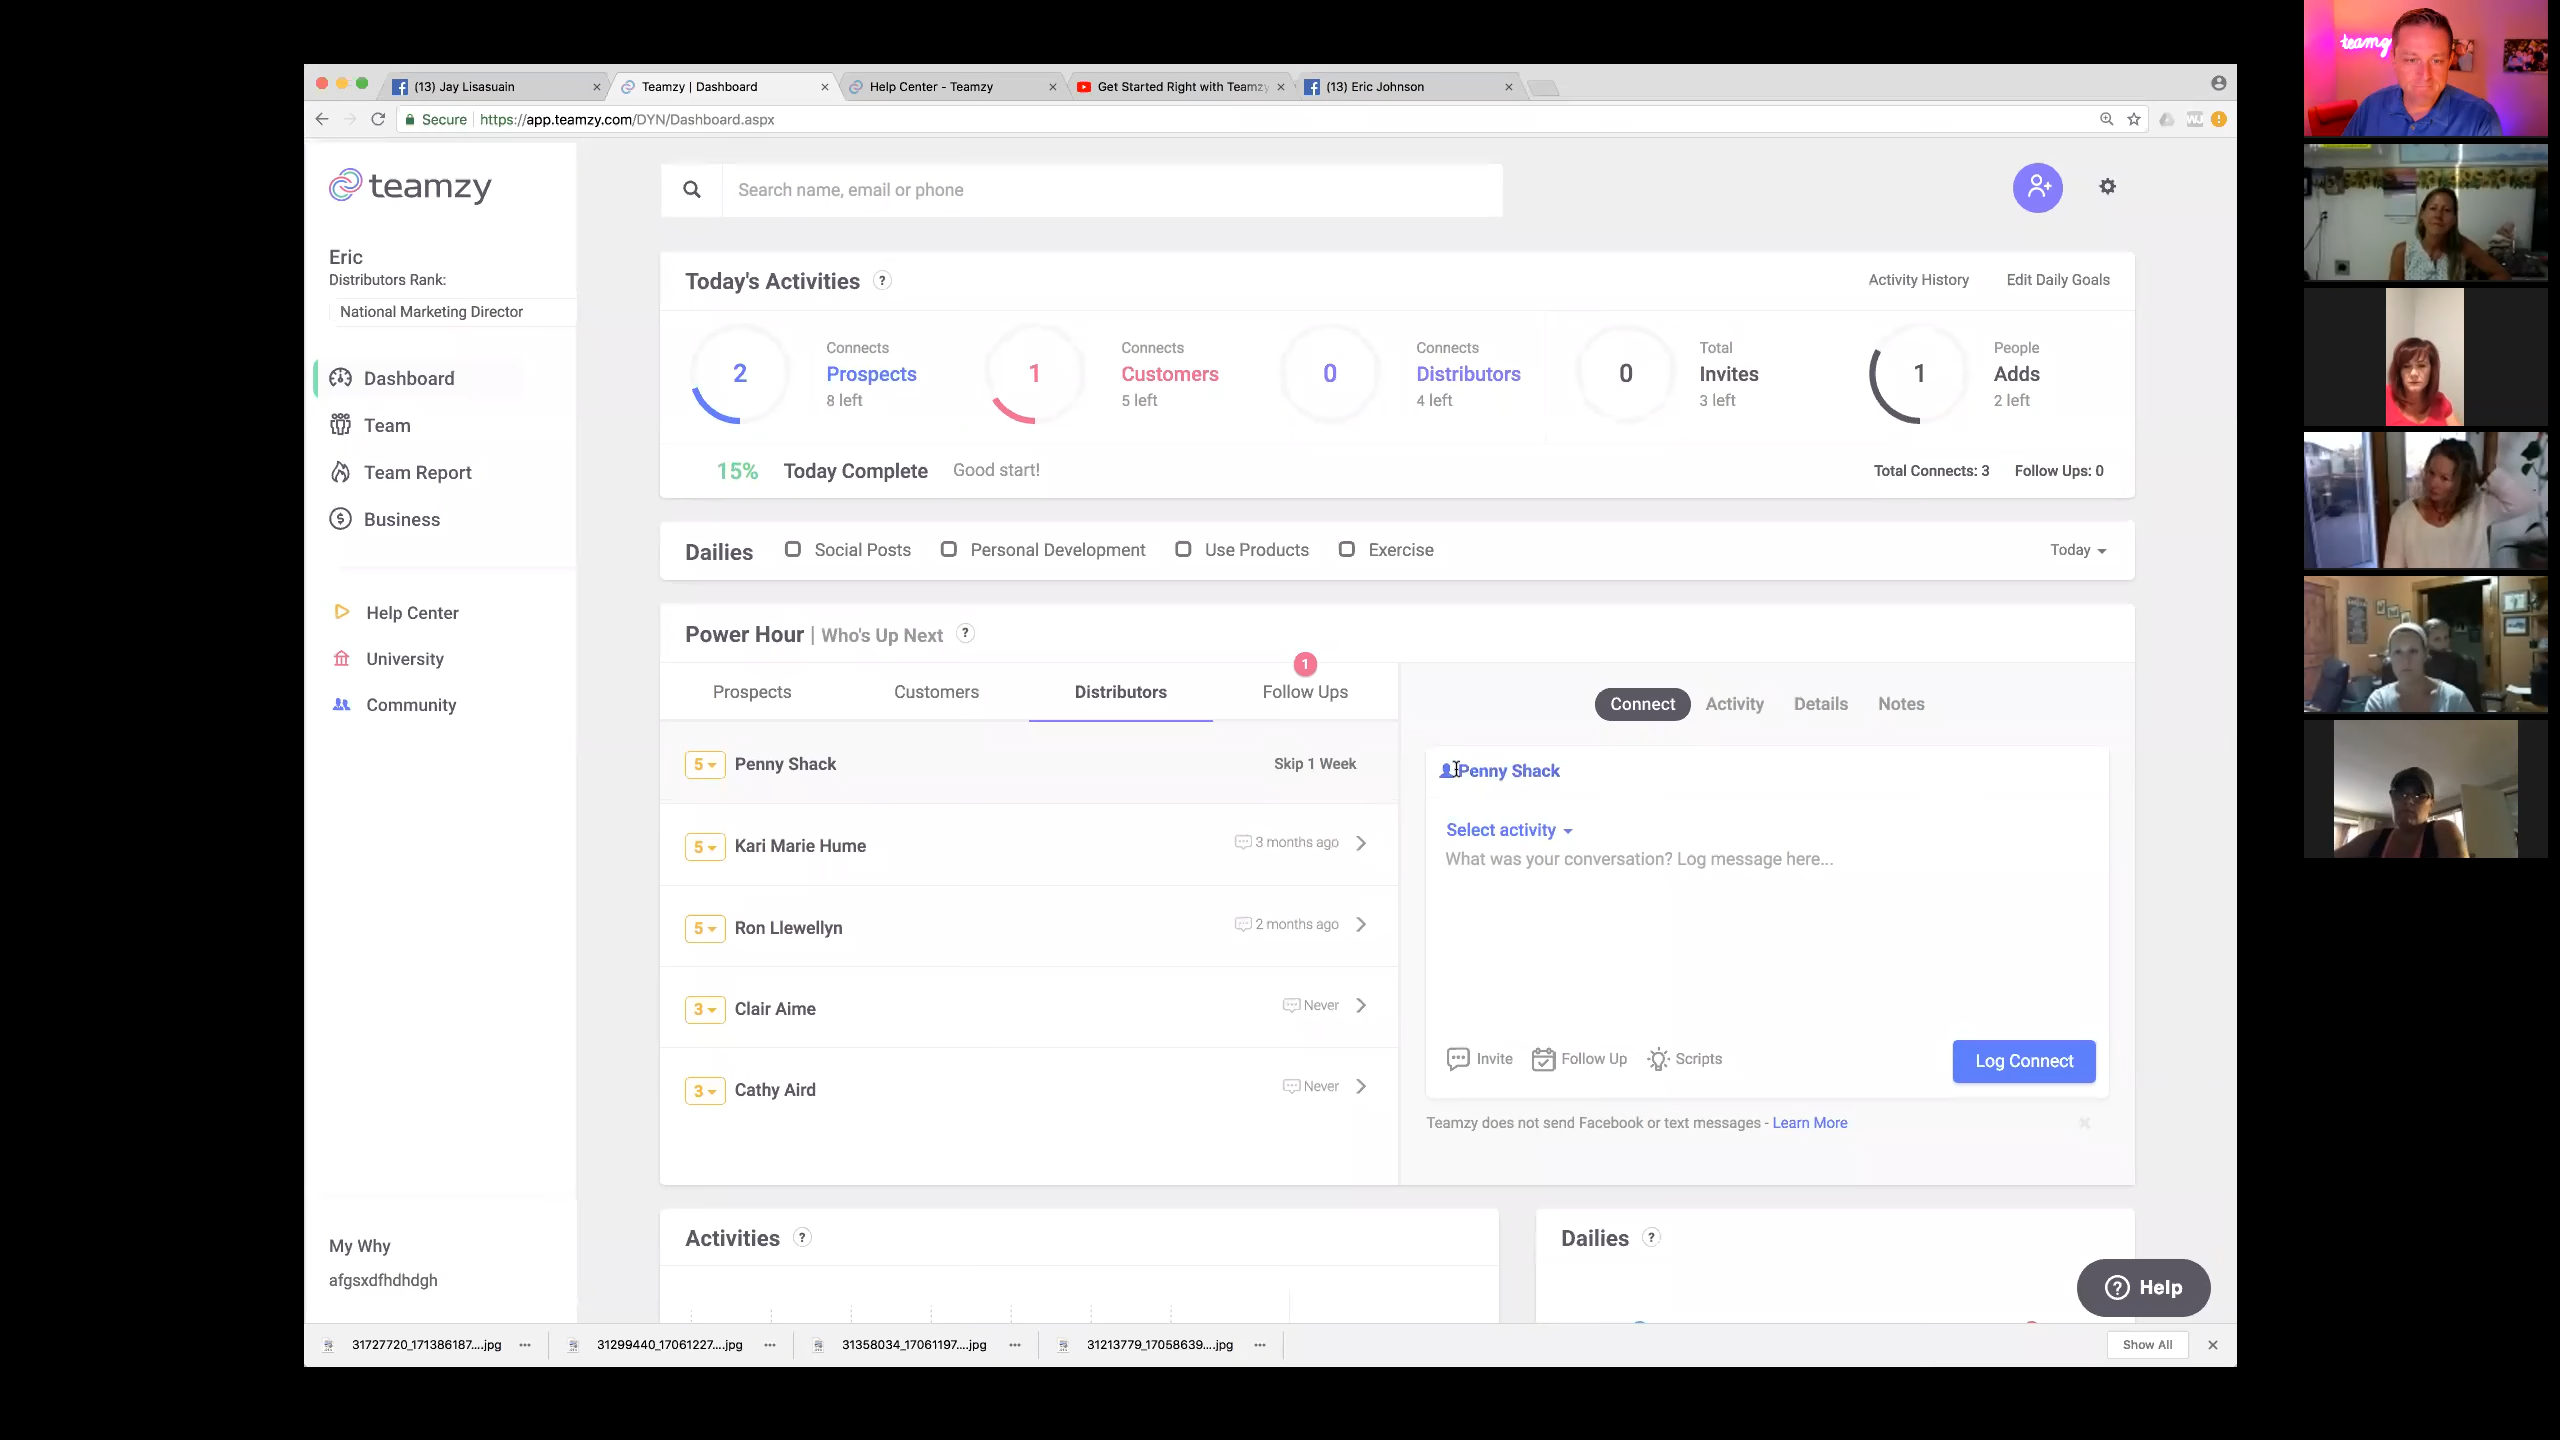 (13) Jay Lisasuain
Teamzy | Dashboard
Help Center - Teamzy
Get Started Right with Teamzy
(13) Eric Johnson
Secure https://app.teamzy.com/DYN/Dashboard.aspx
teamzy
Search name, email or phone
Eric
Distributors Rank:
National Marketing Director
Dashboard
Team
Team Report
Business
Help Center
University
Community
My Why
afgsxdfhdhdgh
Today's Activities ?
Activity History Edit Daily Goals
2 Connects Prospects 8 left
1 Connects Customers 5 left
0 Connects Distributors 4 left
0 Total Invites 3 left
1 People Adds 2 left
15% Today Complete Good start!
Total Connects: 3 Follow Ups: 0
Dailies Social Posts Personal Development Use Products Exercise Today
Power Hour | Who's Up Next ?
Prospects Customers Distributors Follow Ups 1
5 Penny Shack Skip 1 Week
5 Kari Marie Hume 3 months ago
5 Ron Llewellyn 2 months ago
3 Clair Aime Never
3 Cathy Aird Never
Connect Activity Details Notes
Penny Shack
Select activity
What was your conversation? Log message here...
Invite Follow Up Scripts Log Connect
Teamzy does not send Facebook or text messages - Learn More
Activities ?
Dailies ?
? Help
31727720_171386187....jpg
31299440_17061227....jpg
31358034_17061197....jpg
31213779_17058639....jpg
Show All